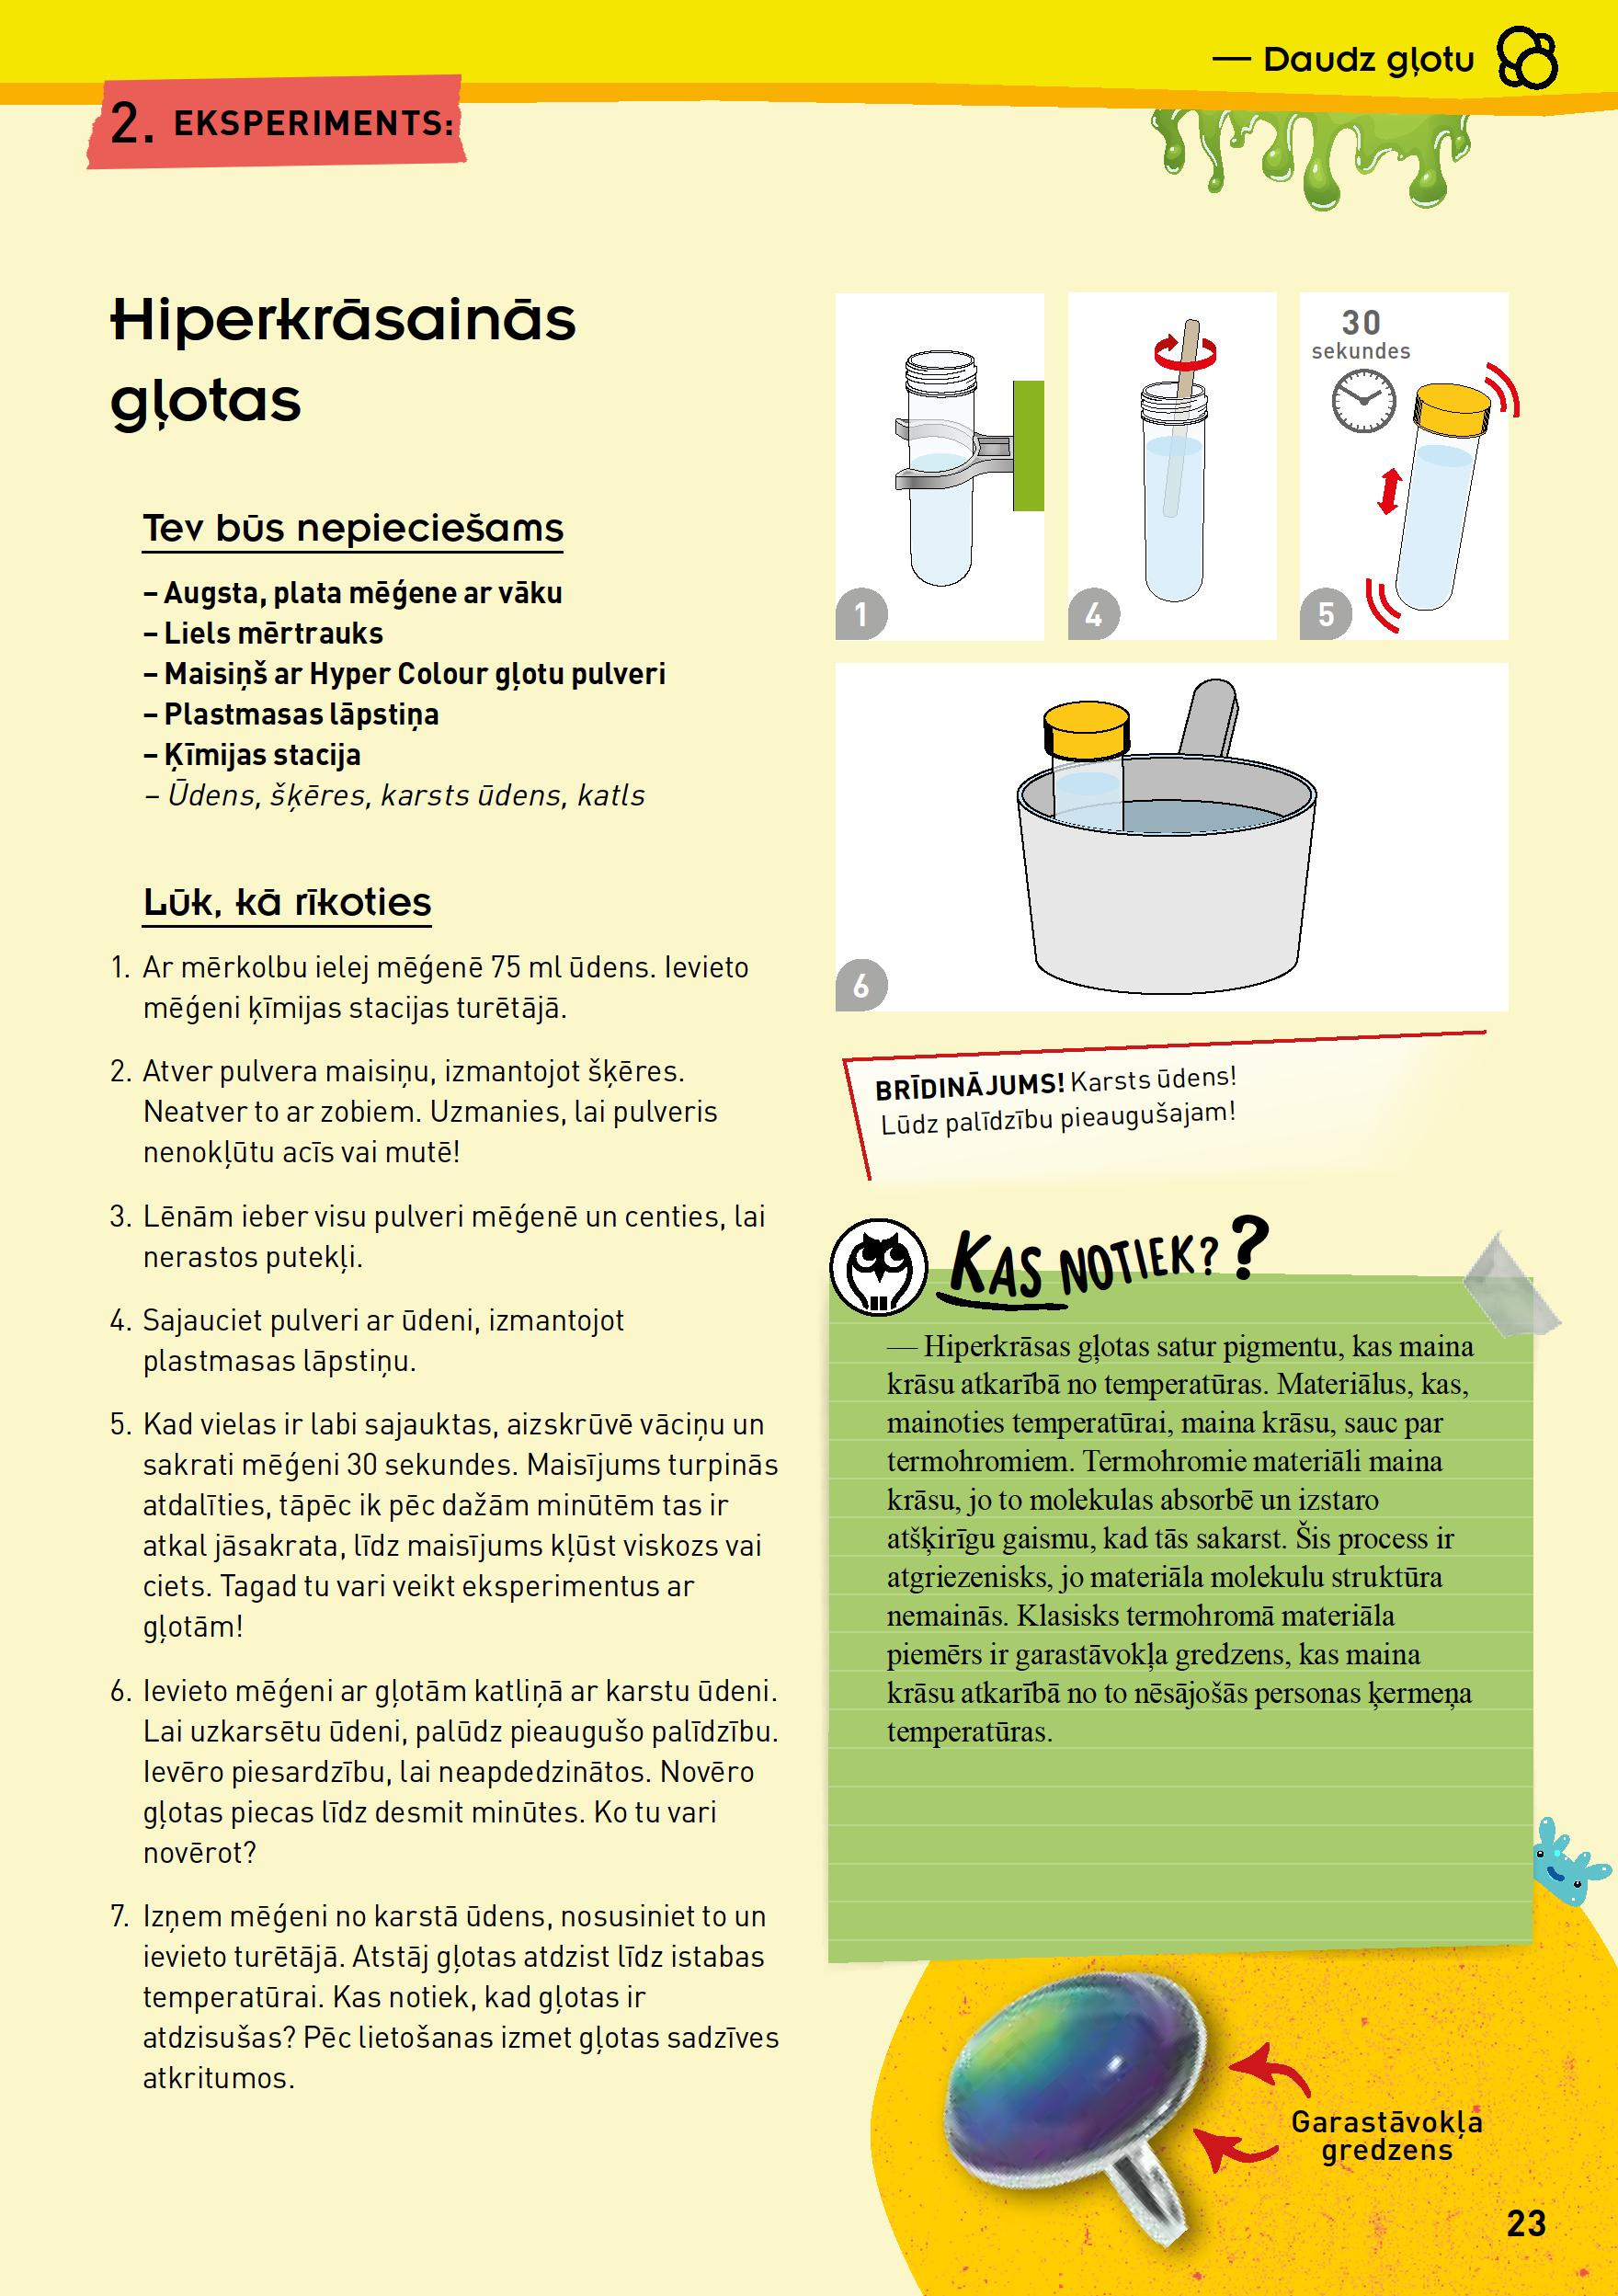 — Daudz gļotu
2. EKSPERIMENTS:
Hiperkrāsainās
gļotas
Tev būs nepieciešams
– Augsta, plata mēģene ar vāku
– Liels mērtrauks
– Maisiņš ar Hyper Colour gļotu pulveri
– Plastmasas lāpstiņa
– Ķīmijas stacija
– Ūdens, šķēres, karsts ūdens, katls
Lūk, kā rīkoties
1. Ar mērkolbu ielej mēģenē 75 ml ūdens. Ievieto
mēģeni ķīmijas stacijas turētājā.
2. Atver pulvera maisiņu, izmantojot šķēres.
Neatver to ar zobiem. Uzmanies, lai pulveris
nenokļūtu acīs vai mutē!
3. Lēnām ieber visu pulveri mēģenē un centies, lai
nerastos putekļi.
4. Sajauciet pulveri ar ūdeni, izmantojot
plastmasas lāpstiņu.
5. Kad vielas ir labi sajauktas, aizskrūvē vāciņu un
sakrati mēģeni 30 sekundes. Maisījums turpinās
atdalīties, tāpēc ik pēc dažām minūtēm tas ir
atkal jāsakrata, līdz maisījums kļūst viskozs vai
ciets. Tagad tu vari veikt eksperimentus ar
gļotām!
6. Ievieto mēģeni ar gļotām katliņā ar karstu ūdeni.
Lai uzkarsētu ūdeni, palūdz pieaugušo palīdzību.
Ievēro piesardzību, lai neapdedzinātos. Novēro
gļotas piecas līdz desmit minūtes. Ko tu vari
novērot?
7. Izņem mēģeni no karstā ūdens, nosusiniet to un
ievieto turētājā. Atstāj gļotas atdzist līdz istabas
temperatūrai. Kas notiek, kad gļotas ir
atdzisušas? Pēc lietošanas izmet gļotas sadzīves
atkritumos.
1
4
30
sekundes
5
6
BRĪDINĀJUMS! Karsts ūdens!
Lūdz palīdzību pieaugušajam!
KAS NOTIEK? ?
— Hiperkrāsas gļotas satur pigmentu, kas maina
krāsu atkarībā no temperatūras. Materiālus, kas,
mainoties temperatūrai, maina krāsu, sauc par
termohromiem. Termohromie materiāli maina
krāsu, jo to molekulas absorbē un izstaro
atšķirīgu gaismu, kad tās sakarst. Šis process ir
atgriezenisks, jo materiāla molekulu struktūra
nemainās. Klasisks termohromā materiāla
piemērs ir garastāvokļa gredzens, kas maina
krāsu atkarībā no to nēsājošās personas ķermeņa
temperatūras.
Garastāvokļa
gredzens
23